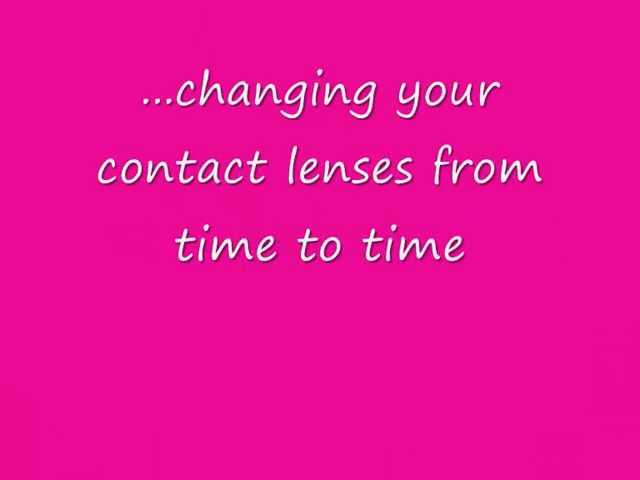 ...changing your
contact lenses from
time to time